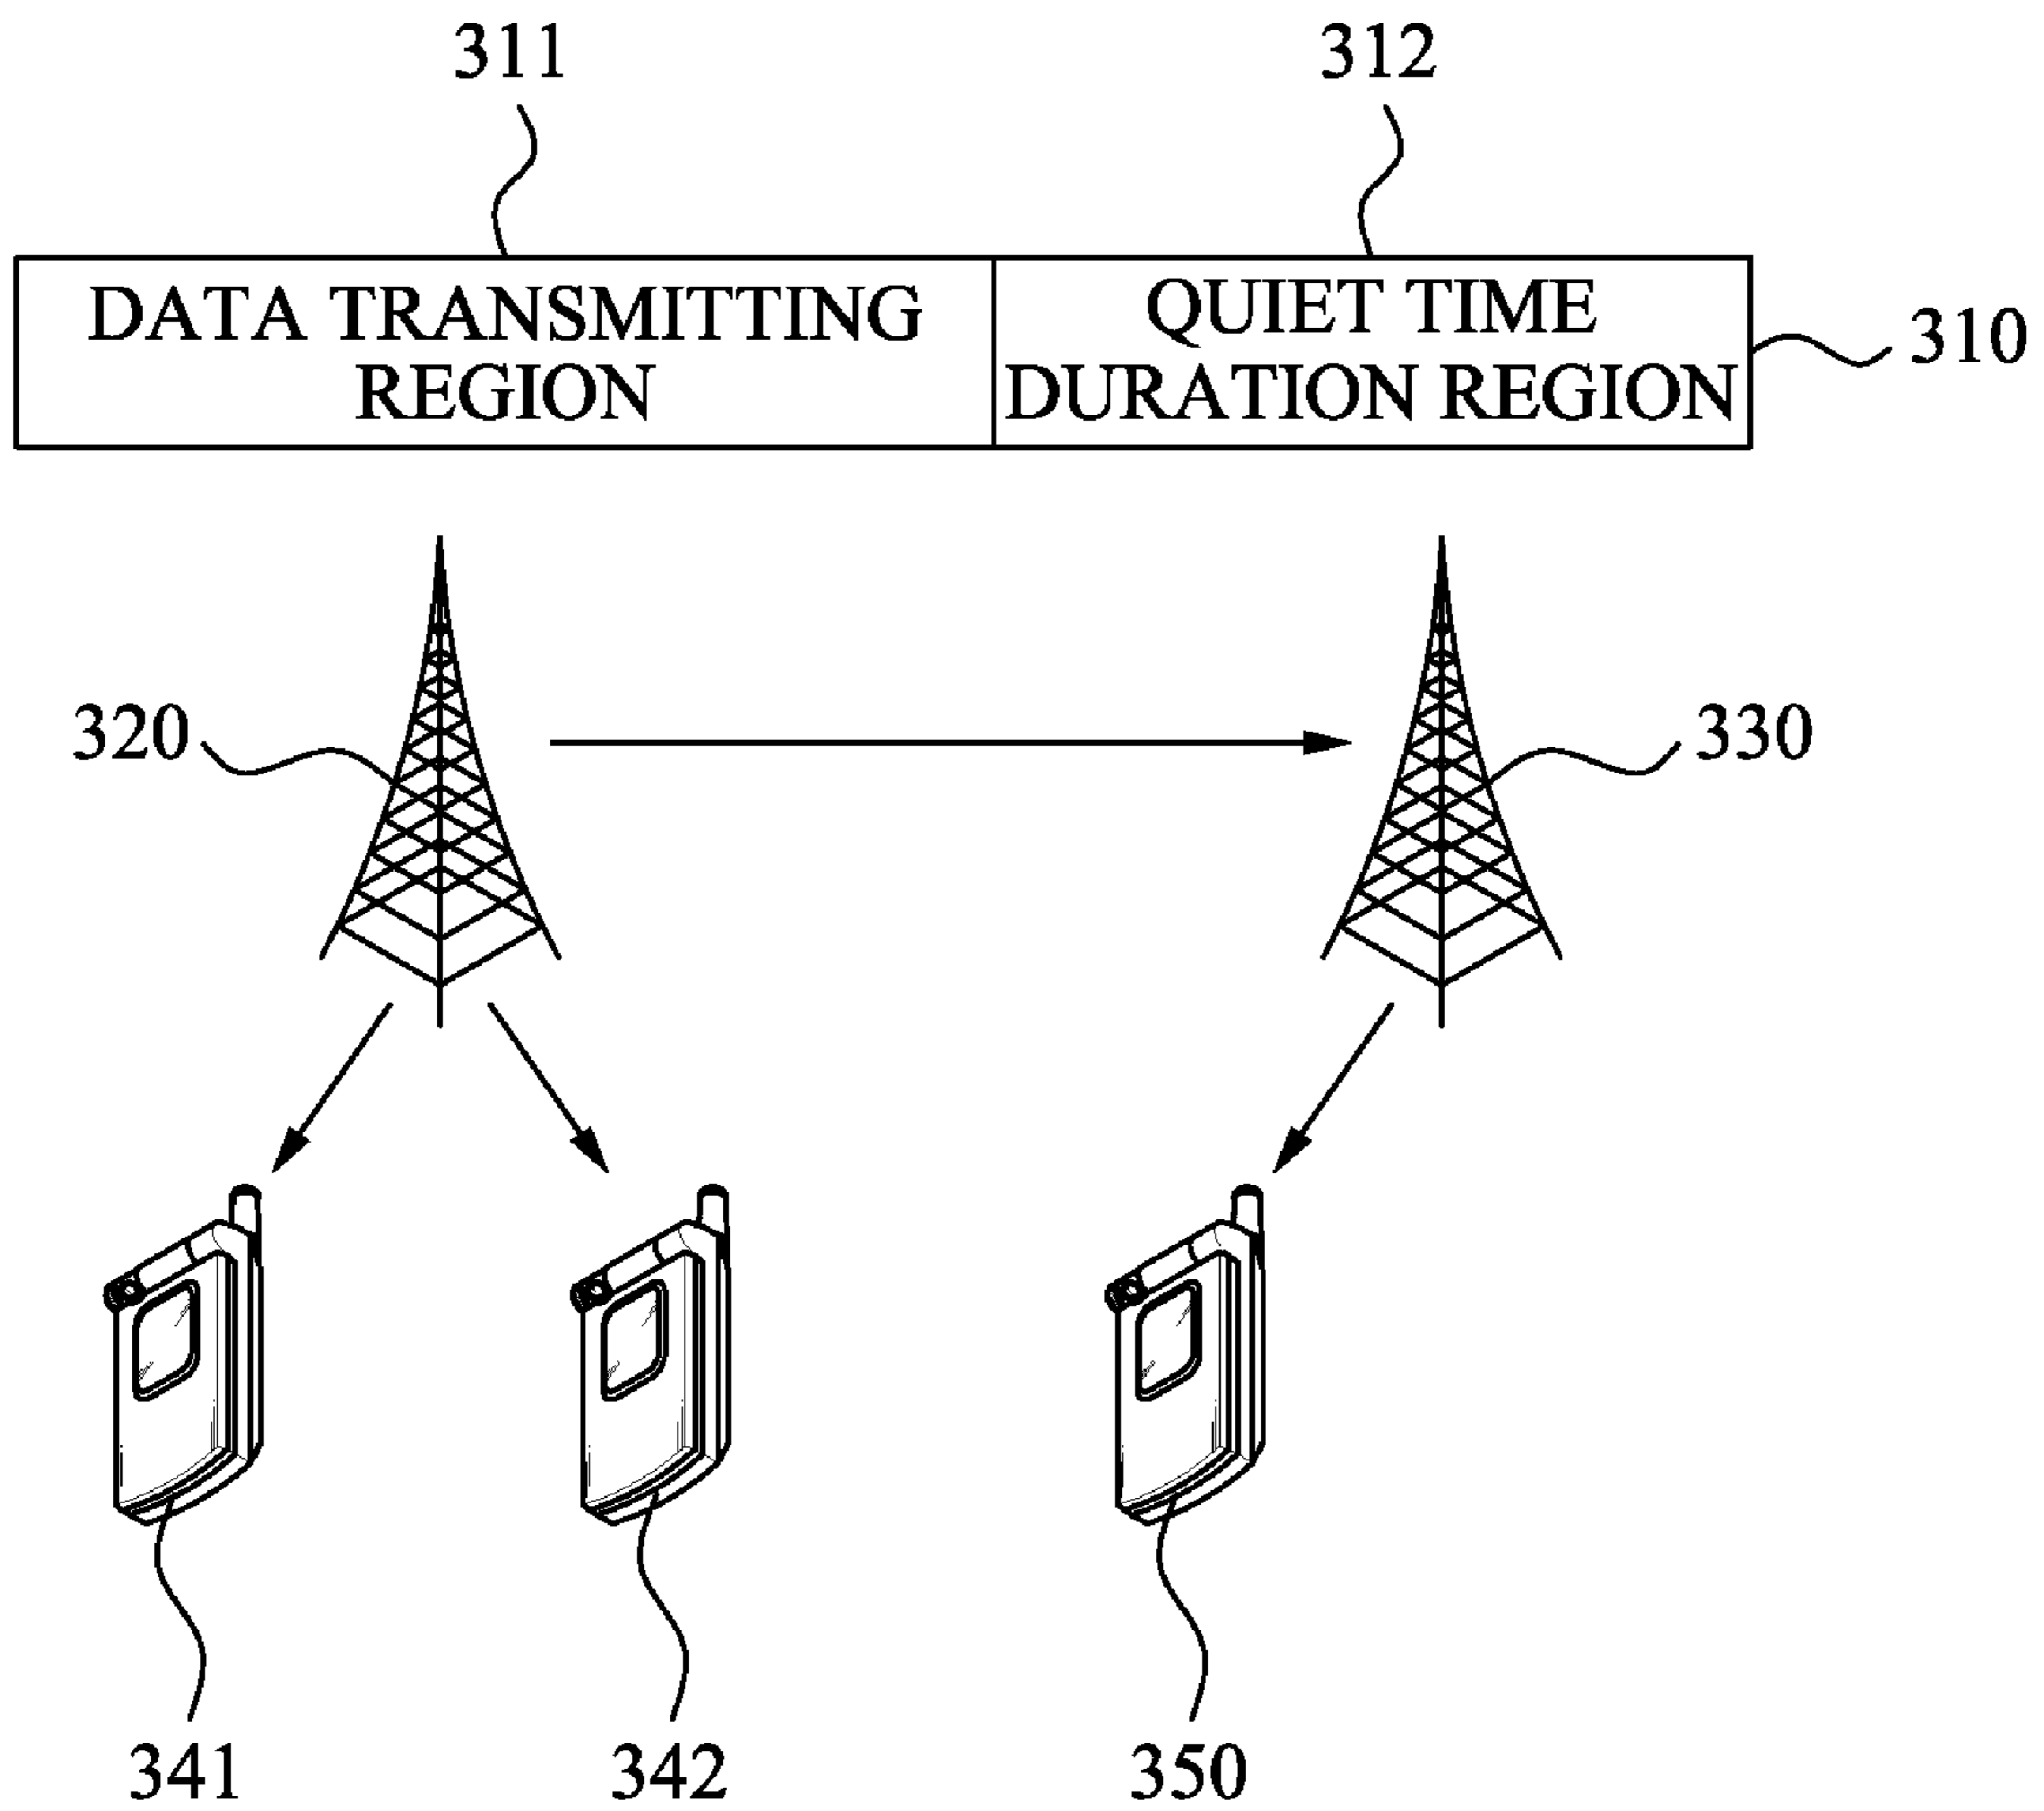 311
312
DATA TRANSMITTING
REGION
QUIET TIME
DURATION REGION
310
320
330
341
342
350